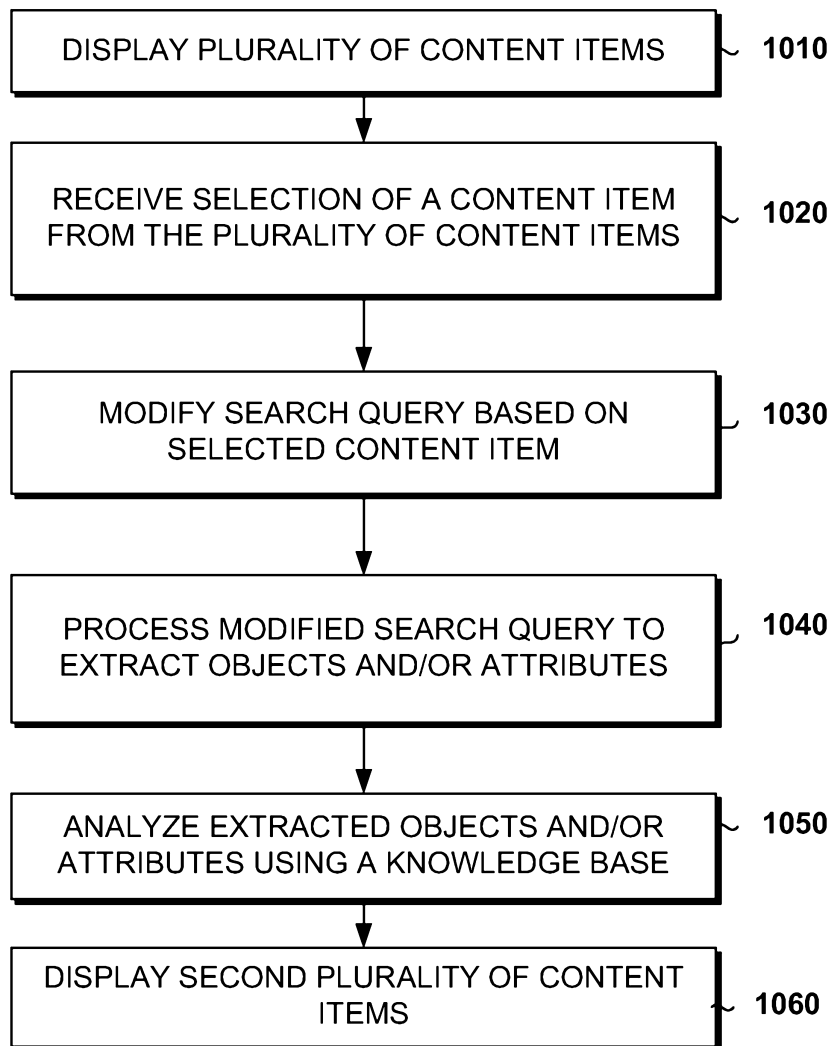 DISPLAY PLURALITY OF CONTENT ITEMS
1010
RECEIVE SELECTION OF A CONTENT ITEM
FROM THE PLURALITY OF CONTENT ITEMS
1020
MODIFY SEARCH QUERY BASED ON
SELECTED CONTENT ITEM
1030
PROCESS MODIFIED SEARCH QUERY TO
EXTRACT OBJECTS AND/OR ATTRIBUTES
1040
ANALYZE EXTRACTED OBJECTS AND/OR
ATTRIBUTES USING A KNOWLEDGE BASE
1050
DISPLAY SECOND PLURALITY OF CONTENT
ITEMS
1060